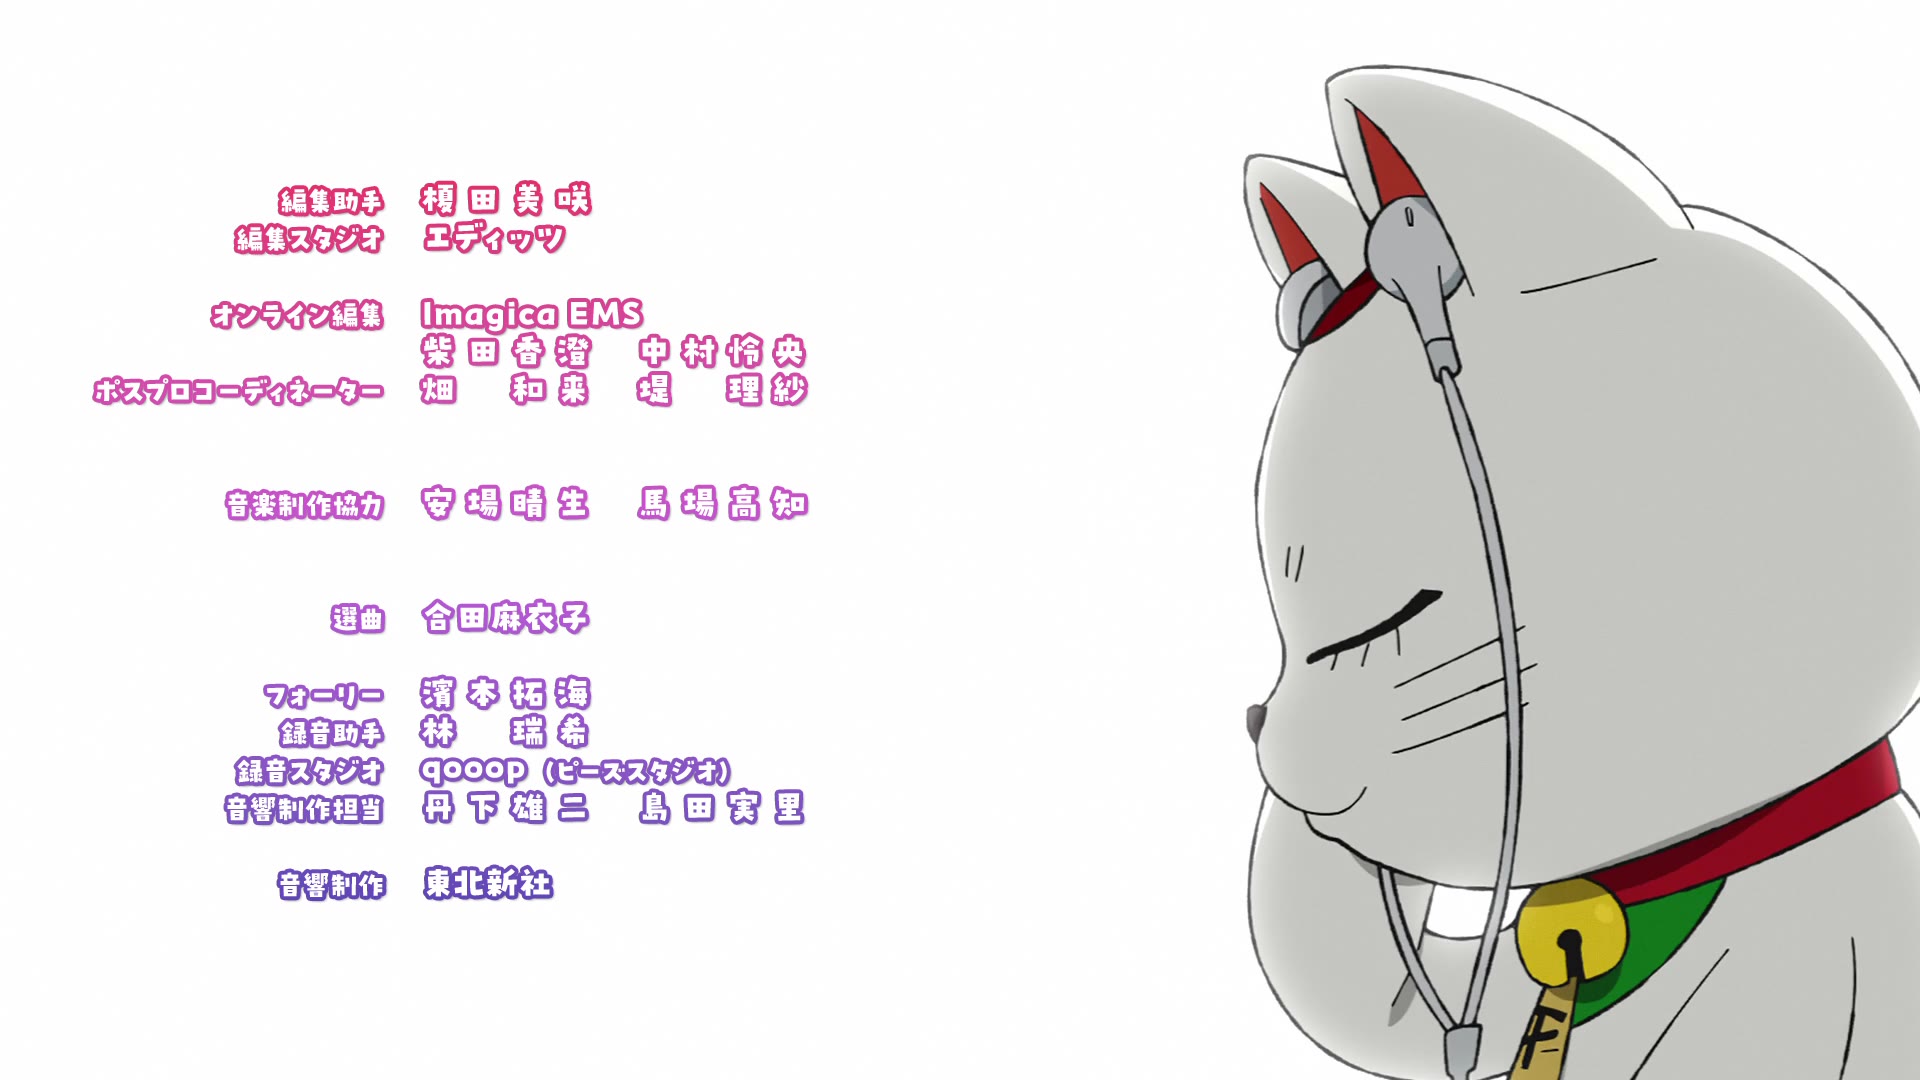 編集助手 榎田美咲
編集スタジオ エディッツ
オンライン編集 Imagica EMS
柴田香澄 中村怜央
ポスプロコーディネーター 畑 和来 堤 理紗
音楽制作協力 安場晴生 馬場高知
選曲 合田麻衣子
フォーリー 濱本拓海
録音助手 林 瑞希
録音スタジオ qooop（ピーズスタジオ）
音響制作担当 丹下雄二 島田実里
音響制作 東北新社
千